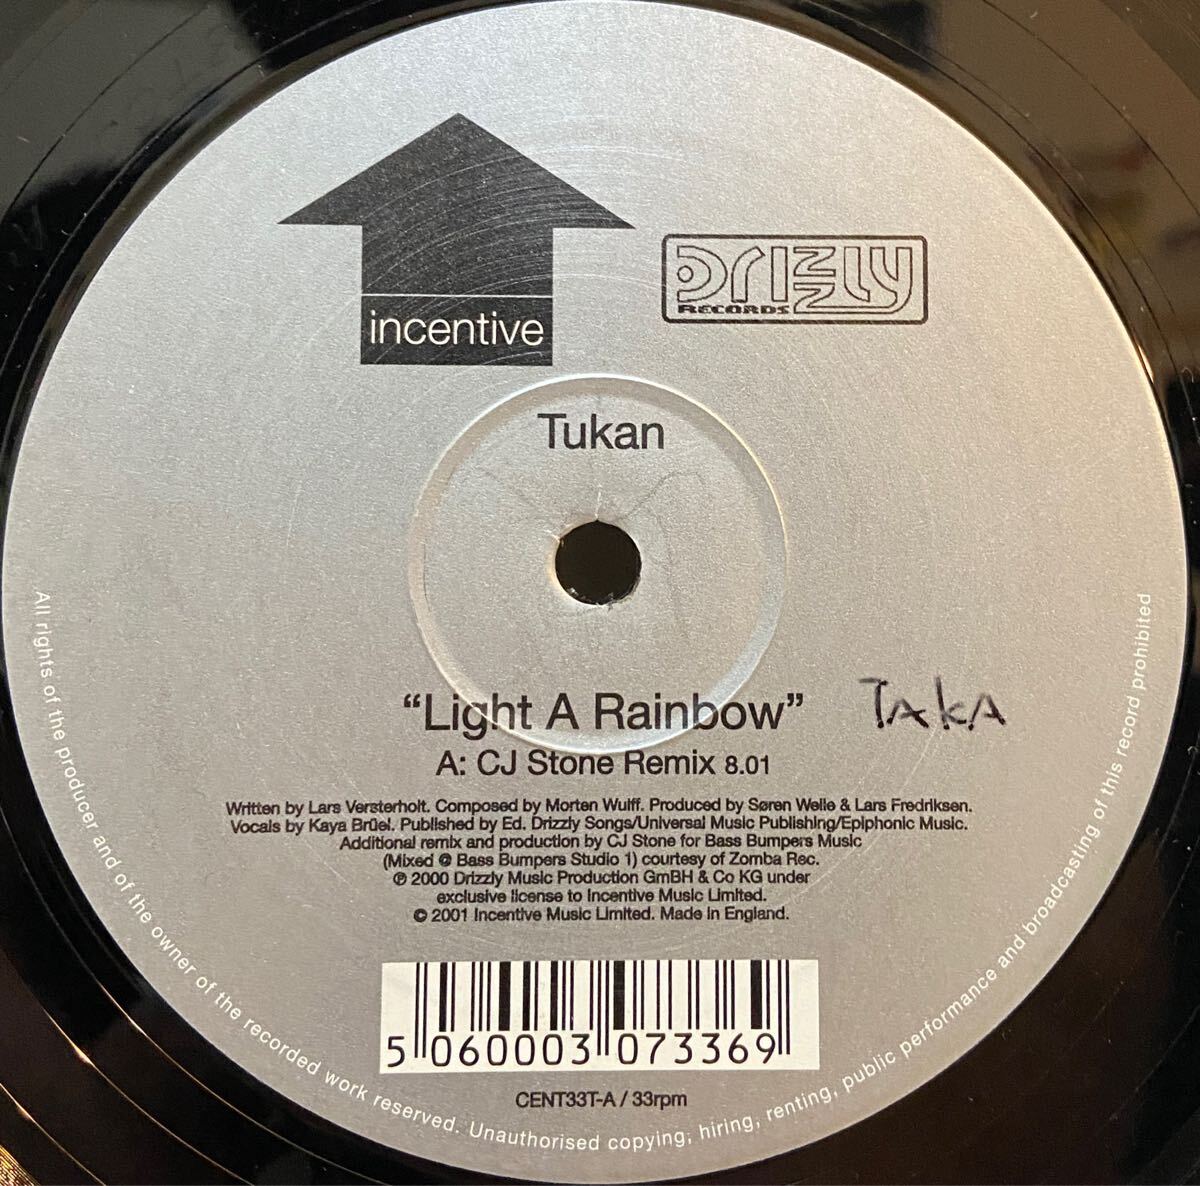 incentive
Drizzly
RECORDS
Tukan
“Light A Rainbow”
TAKA
A: CJ Stone Remix 8.01
Written by Lars Versterholt. Composed by Morten Wulff. Produced by Søren Weile & Lars Fredriksen.
Vocals by Kaya Brüel. Published by Ed. Drizzly Songs/Universal Music Publishing/Epiphonic Music.
Additional remix and production by CJ Stone for Bass Bumpers Music
(Mixed @ Bass Bumpers Studio 1) courtesy of Zomba Rec.
℗ 2000 Drizzly Music Production GmBH & Co KG under
exclusive license to Incentive Music Limited.
© 2001 Incentive Music Limited. Made in England.
5 060003 073369
CENT33T-A / 33rpm
All rights of the producer and of the owner of the recorded work reserved. Unauthorised copying, hiring, renting, public performance and broadcasting of this record prohibited